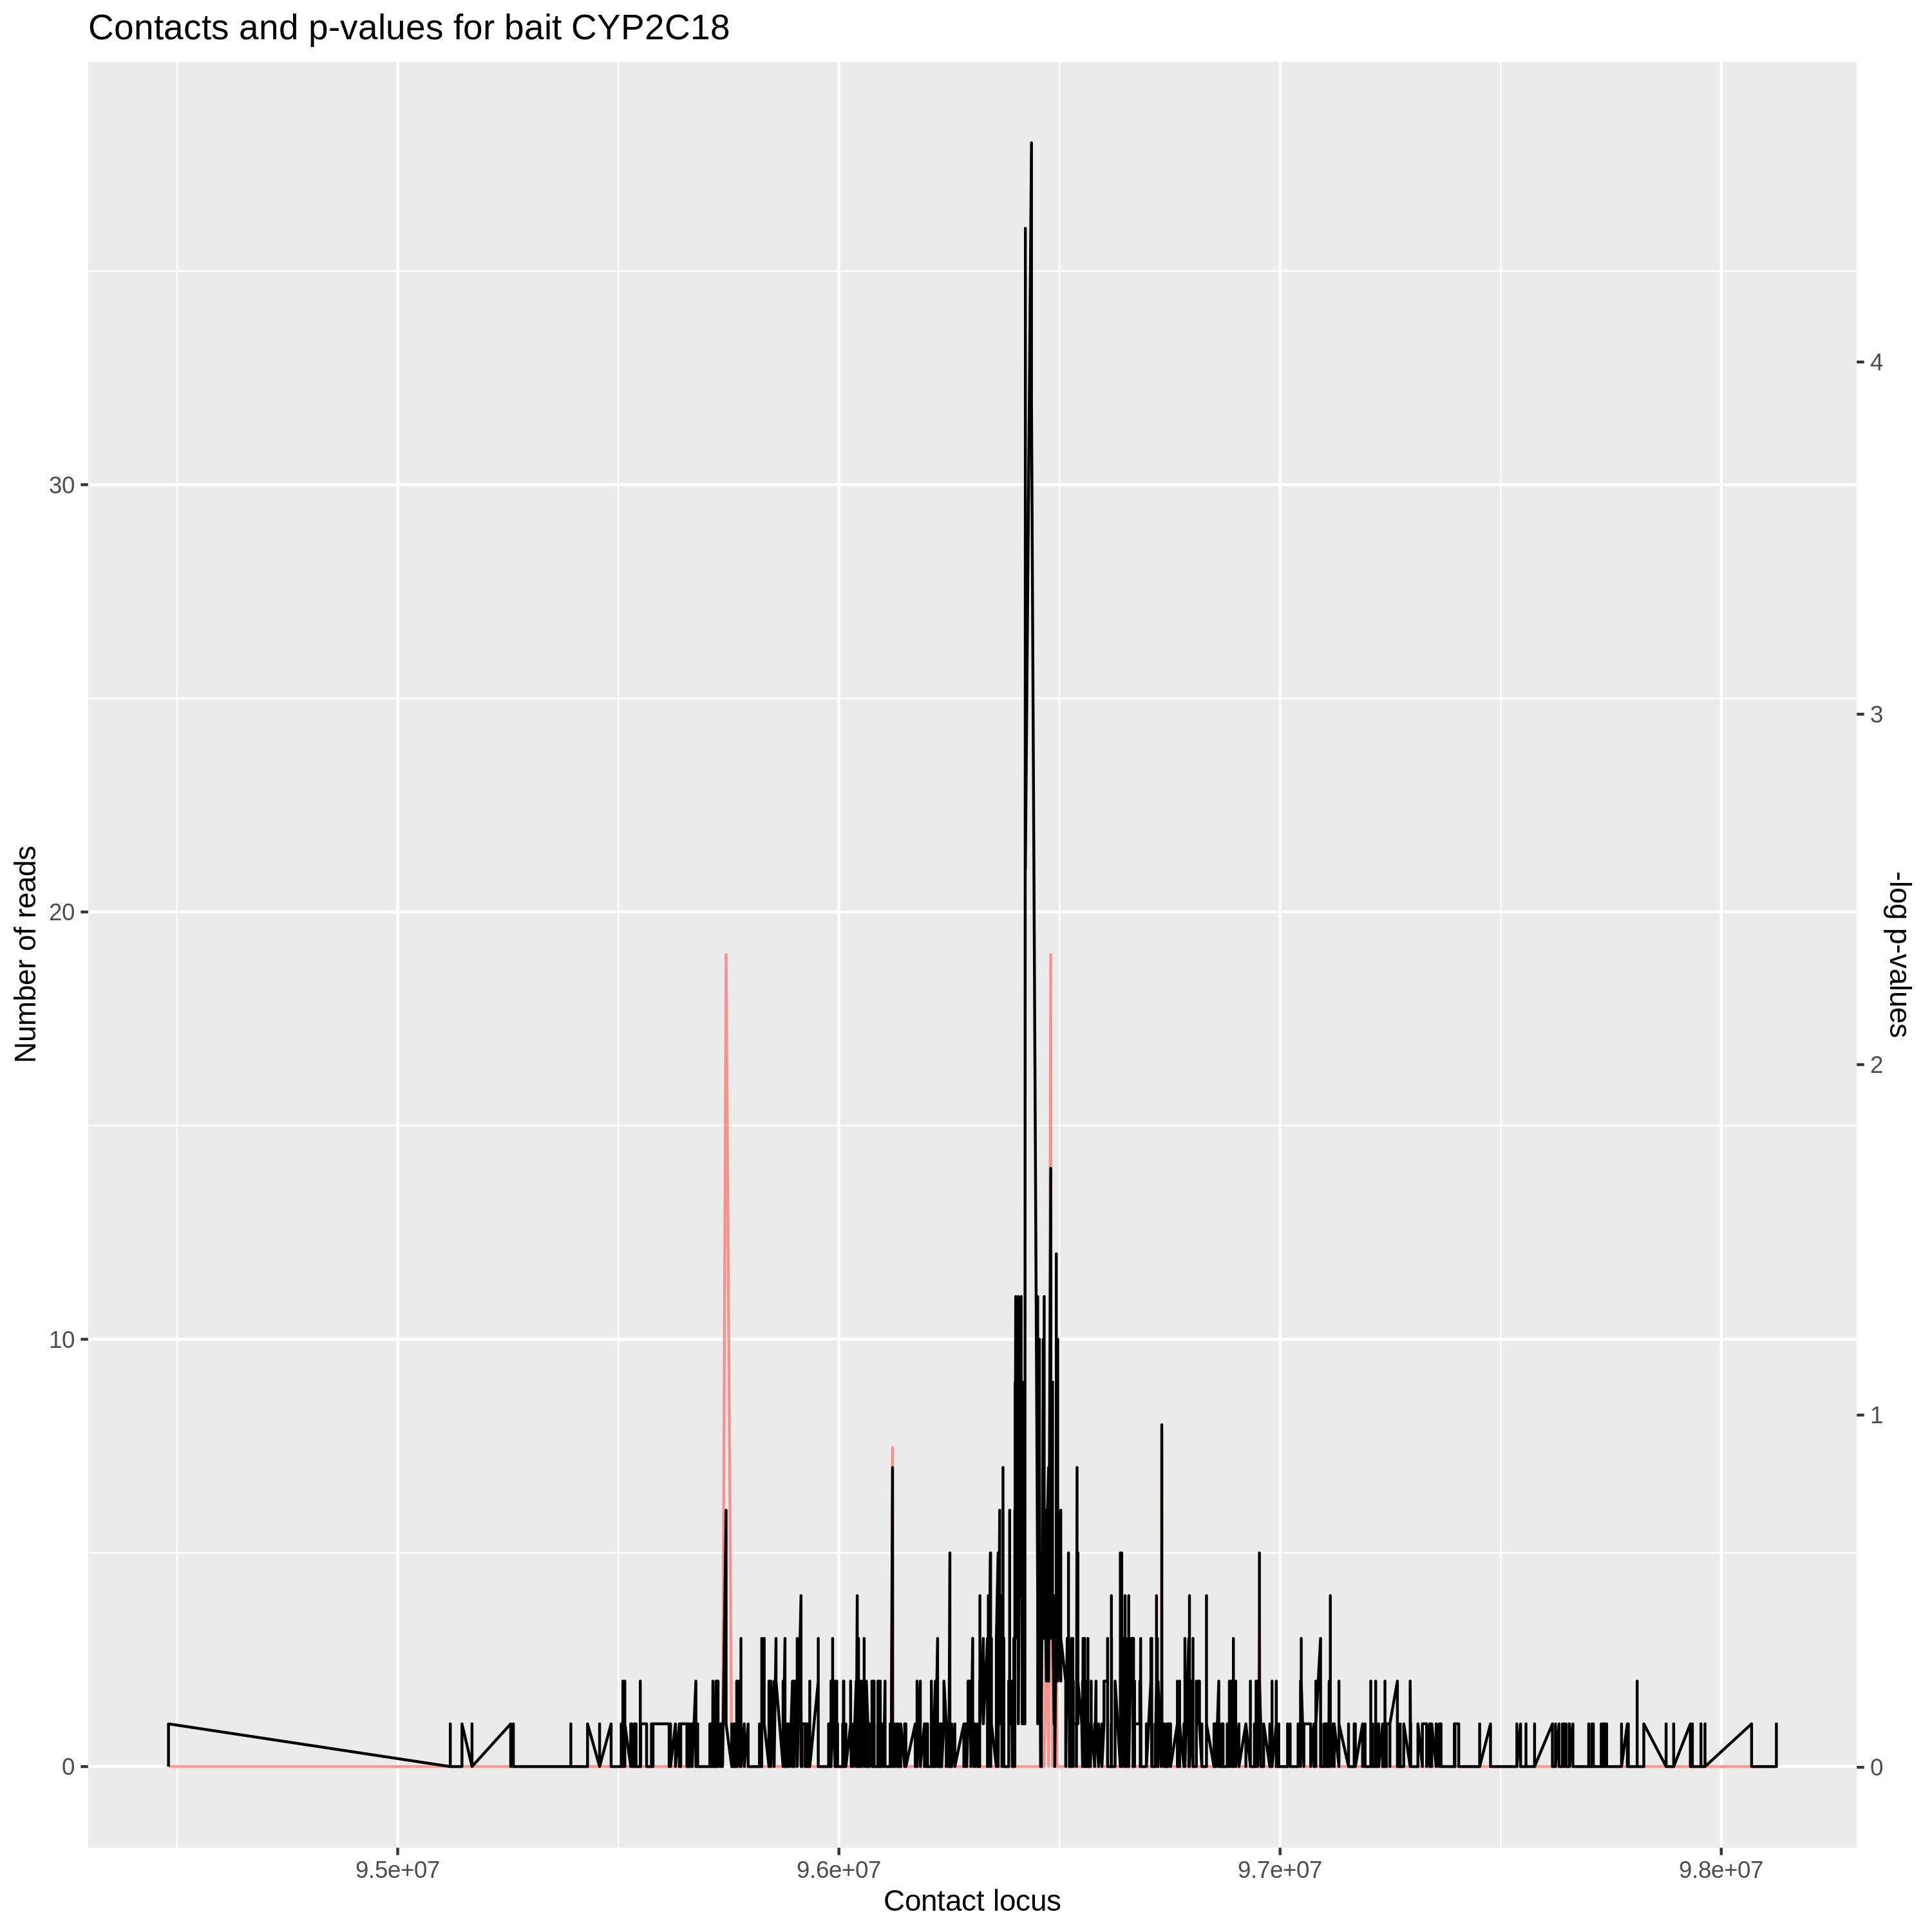 Contacts and p-values for bait CYP2C18
Number of reads
30
20
10
0
4
3
2
1
0
-log p-values
9.5e+07
9.6e+07
9.7e+07
9.8e+07
Contact locus